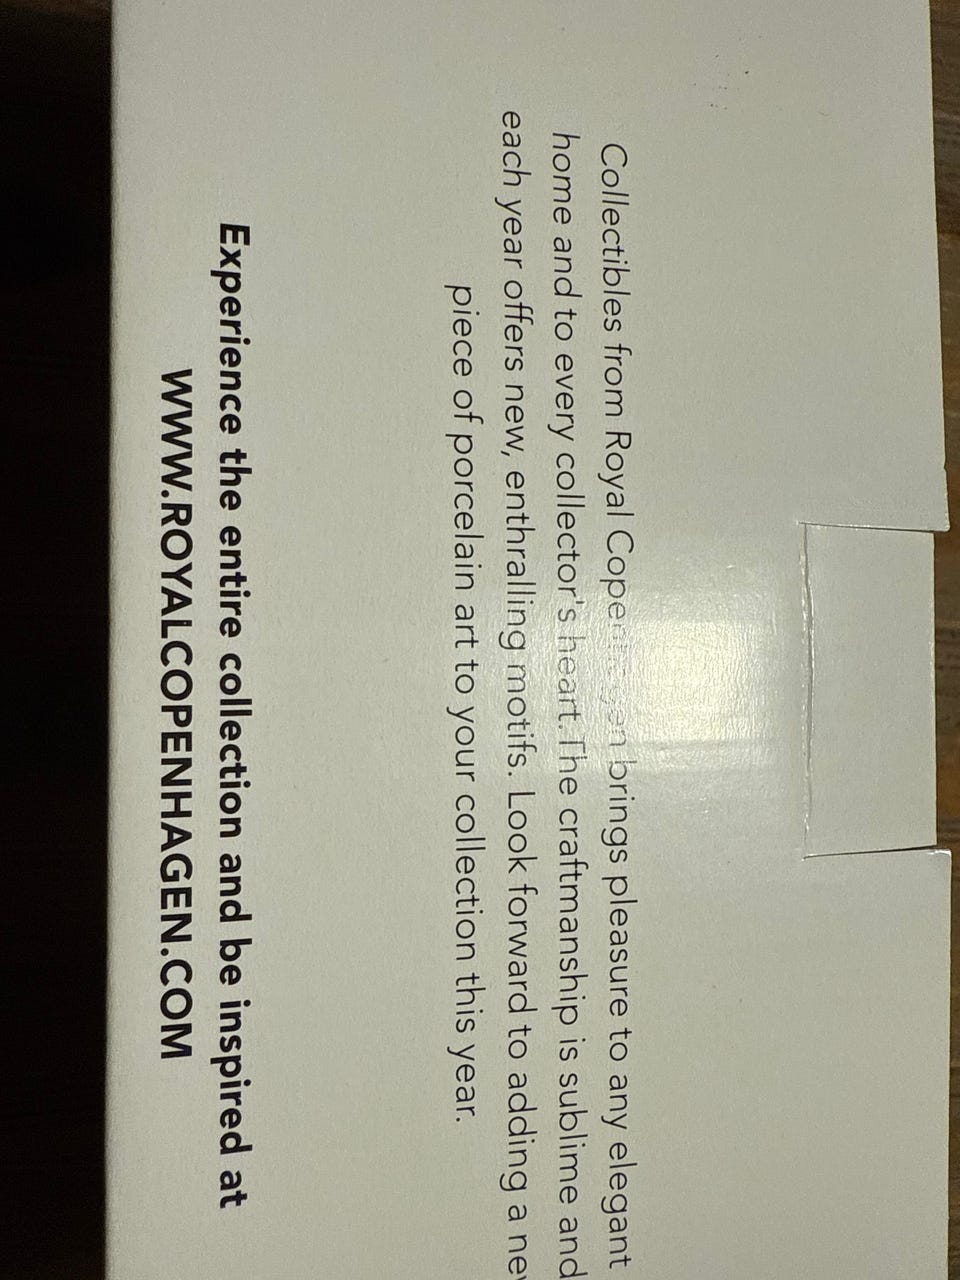 Collectibles from Royal Copenhagen brings pleasure to any elegant
home and to every collector's heart. The craftmanship is sublime and
each year offers new, enthralling motifs. Look forward to adding a new
piece of porcelain art to your collection this year.
Experience the entire collection and be inspired at
WWW.ROYALCOPENHAGEN.COM